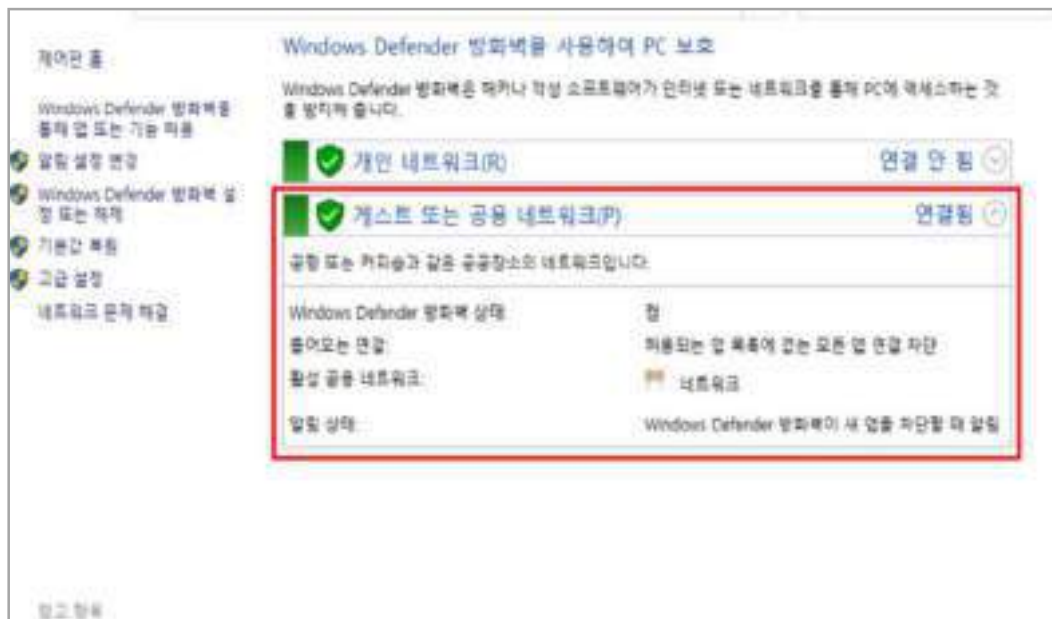 제어판 홈
Windows Defender 방화벽을
통해 앱 또는 기능 허용
알림 설정 변경
Windows Defender 방화벽 설
정 또는 해제
기본값 복원
고급 설정
네트워크 문제 해결
참고 항목
Windows Defender 방화벽을 사용하여 PC 보호
Windows Defender 방화벽은 해커나 악성 소프트웨어가 인터넷 또는 네트워크를 통해 PC에 액세스하는 것
을 방지해 줍니다.
개인 네트워크(R) 연결 안 됨
게스트 또는 공용 네트워크(P) 연결됨
공항 또는 커피숍과 같은 공공장소의 네트워크입니다.
Windows Defender 방화벽 상태: 켬
들어오는 연결: 허용되는 앱 목록에 없는 모든 앱 연결 차단
활성 공용 네트워크: 네트워크
알림 상태: Windows Defender 방화벽이 새 앱을 차단할 때 알림